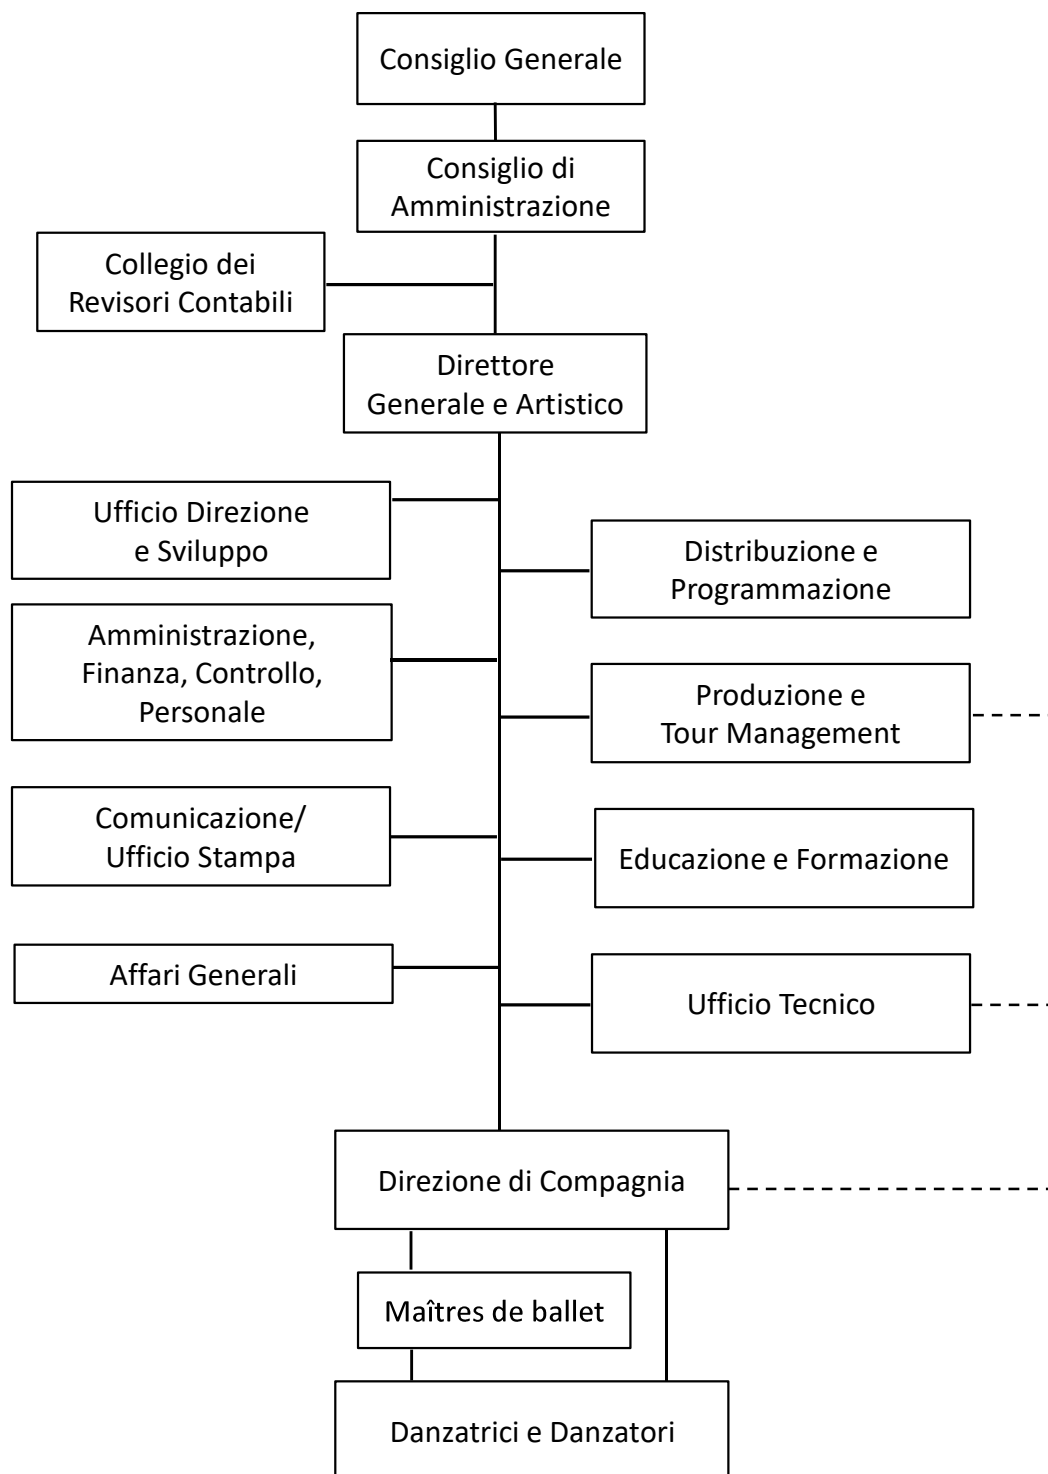 Consiglio Generale
Consiglio di
Amministrazione
Collegio dei
Revisori Contabili
Direttore
Generale e Artistico
Ufficio Direzione
e Sviluppo
Distribuzione e
Programmazione
Amministrazione,
Finanza, Controllo,
Personale
Produzione e
Tour Management
Comunicazione/
Ufficio Stampa
Educazione e Formazione
Affari Generali
Ufficio Tecnico
Direzione di Compagnia
Maîtres de ballet
Danzatrici e Danzatori